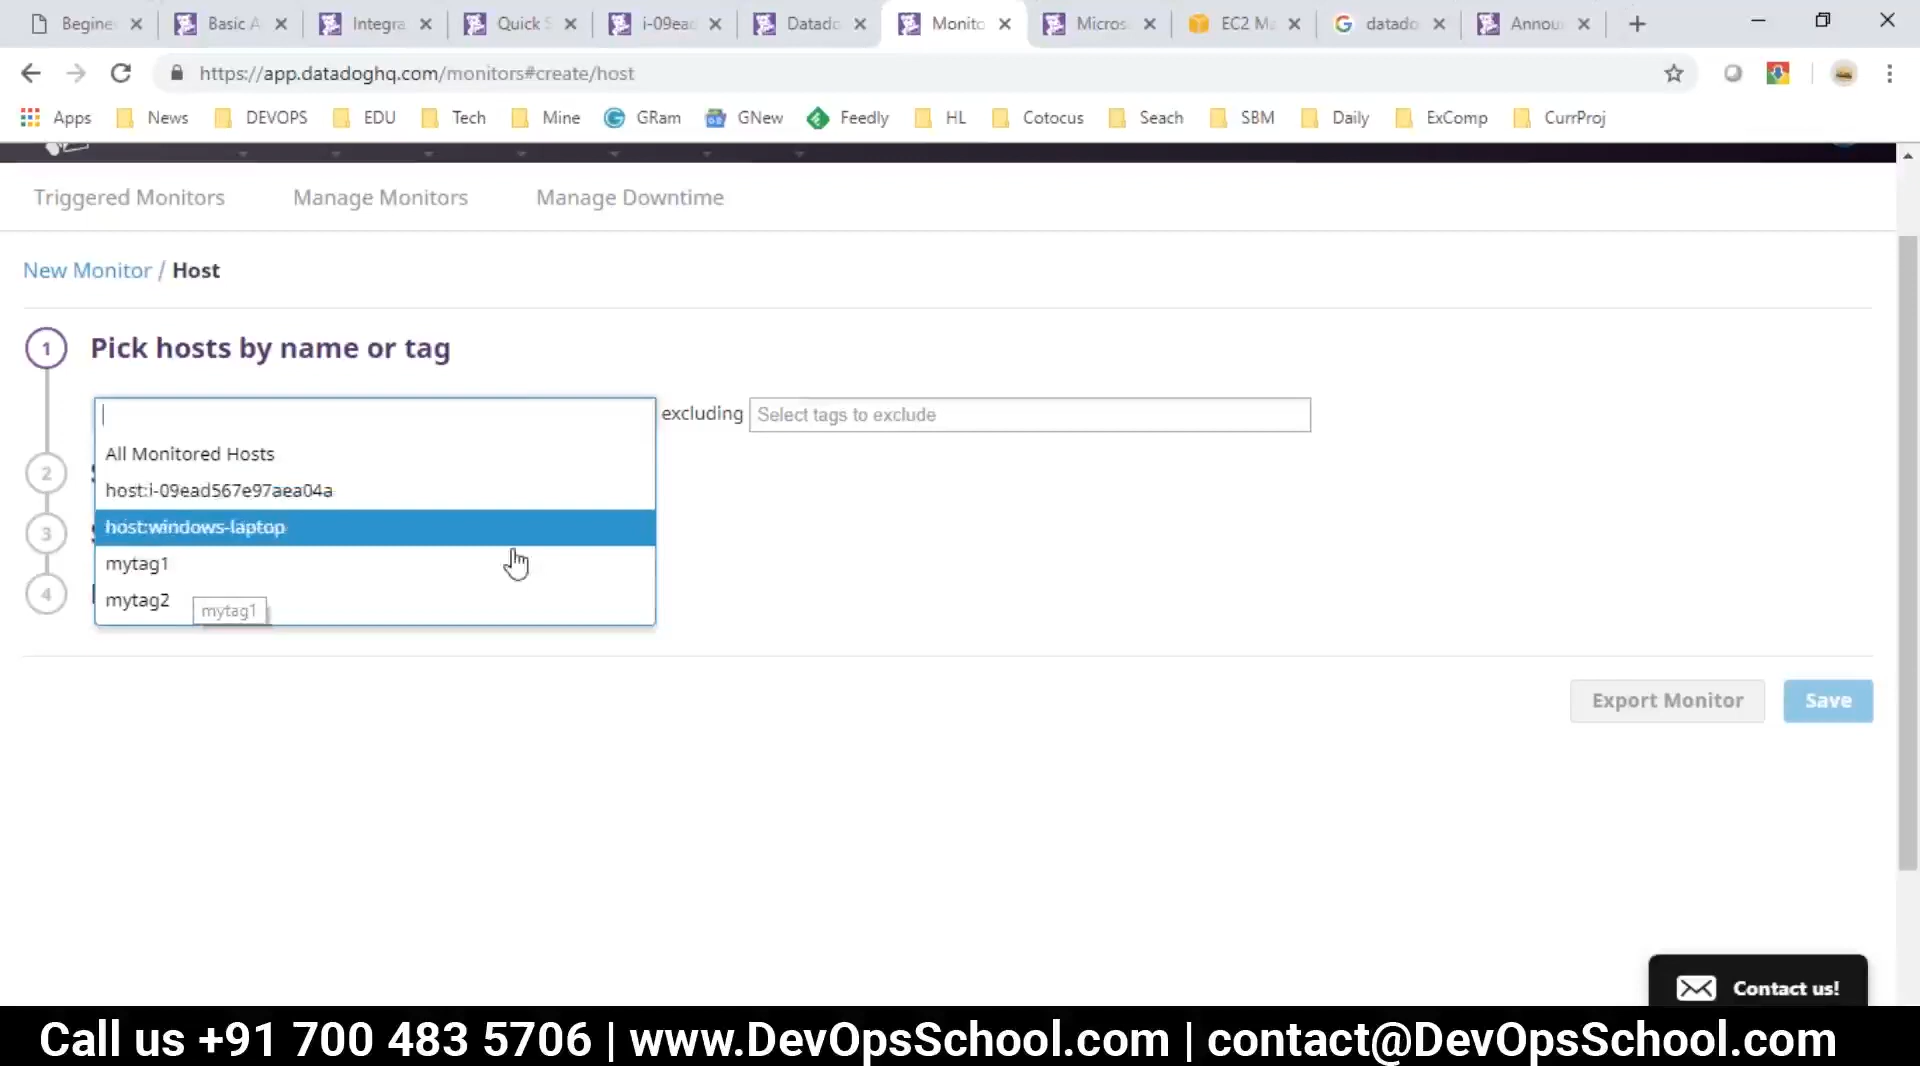 Begine
Basic A
Integra
Quick S
i-09ead
Datado
Monito
Micros
EC2 Ma
datado
Annou
https://app.datadoghq.com/monitors#create/host
Apps
News
DEVOPS
EDU
Tech
Mine
GRam
GNew
Feedly
HL
Cotocus
Seach
SBM
Daily
ExComp
CurrProj
Triggered Monitors
Manage Monitors
Manage Downtime
New Monitor / Host
1 Pick hosts by name or tag
excluding Select tags to exclude
All Monitored Hosts
2
host:i-09ead567e97aea04a
host:windows-laptop
3
mytag1
4
mytag2
mytag1
Export Monitor
Save
Contact us!
Call us +91 700 483 5706 | www.DevOpsSchool.com | contact@DevOpsSchool.com